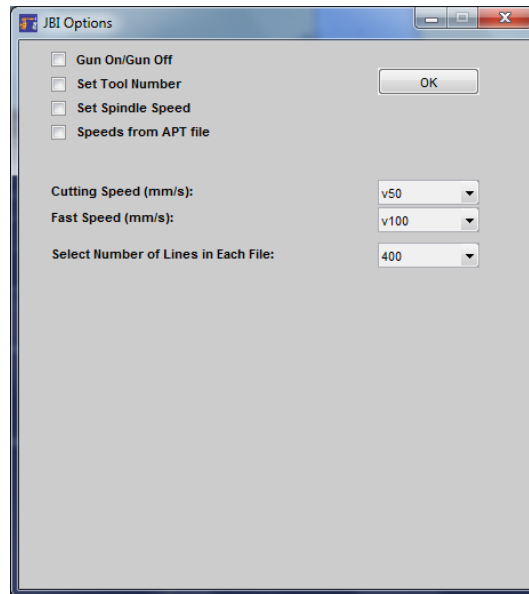 JBI Options
Gun On/Gun Off
Set Tool Number
OK
Set Spindle Speed
Speeds from APT file
Cutting Speed (mm/s):
v50
Fast Speed (mm/s):
v100
Select Number of Lines in Each File:
400